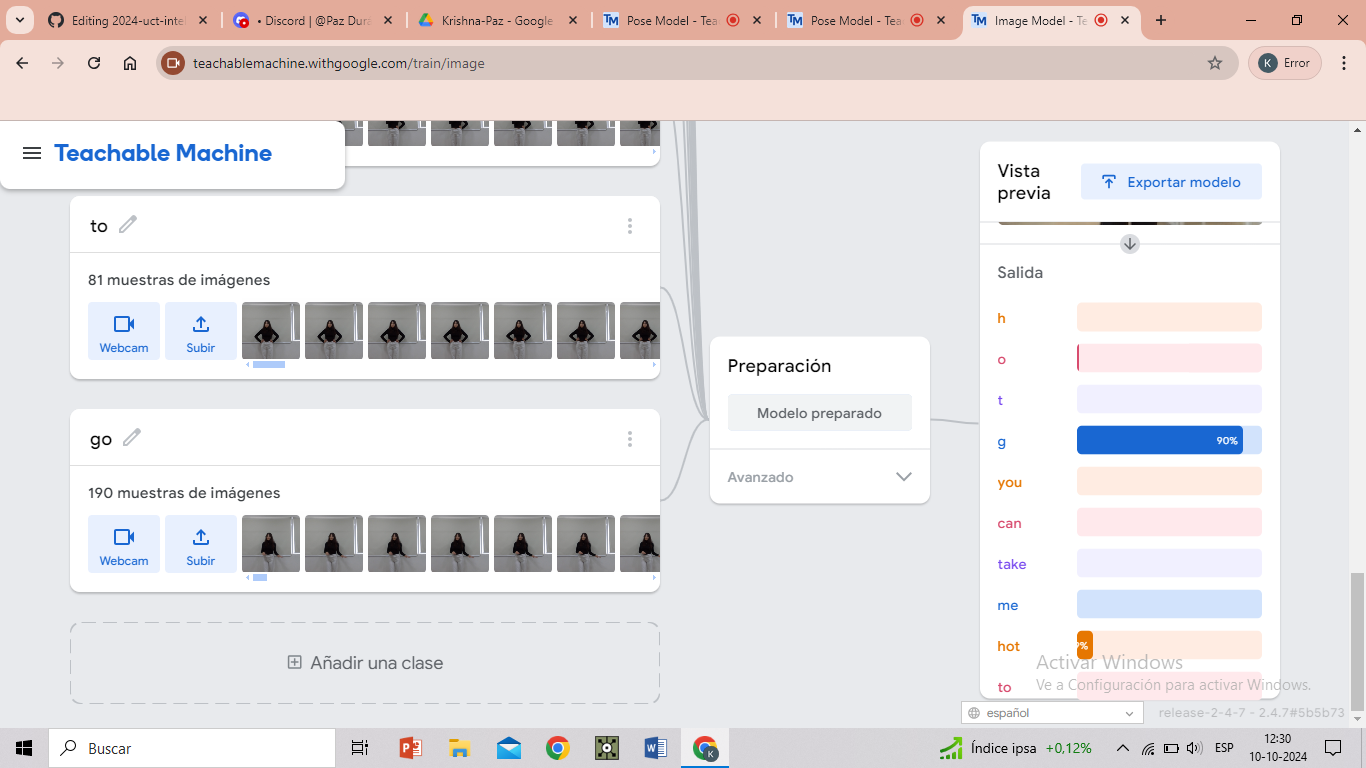 Editing 2024-uct-inte
• Discord | @Paz Dura
Krishna-Paz - Google
Pose Model - Tea
Pose Model - Tea
Image Model - Te
teachablemachine.withgoogle.com/train/image
K
Error
Teachable Machine
to
81 muestras de imágenes
Webcam
Subir
go
190 muestras de imágenes
Webcam
Subir
Añadir una clase
Preparación
Modelo preparado
Avanzado
Vista
previa
Exportar modelo
Salida
h
o
t
g
90%
you
can
take
me
hot
to
Activar Windows
Ve a Configuración para activar Windows.
español
release-2-4-7 - 2.4.7#5b5b73
Buscar
Índice ipsa
+0,12%
ESP
12:30
10-10-2024